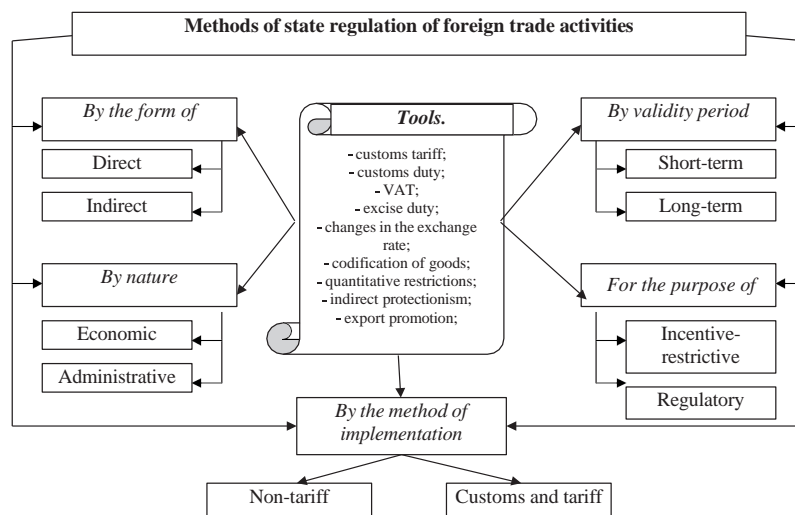 Methods of state regulation of foreign trade activities
By the form of
Direct
Indirect
By nature
Economic
Administrative
Tools.
- customs tariff;
- customs duty;
- VAT;
- excise duty;
- changes in the exchange
rate;
- codification of goods;
- quantitative restrictions;
- indirect protectionism;
- export promotion;
By validity period
Short-term
Long-term
For the purpose of
Incentive-
restrictive
Regulatory
By the method of
implementation
Non-tariff
Customs and tariff